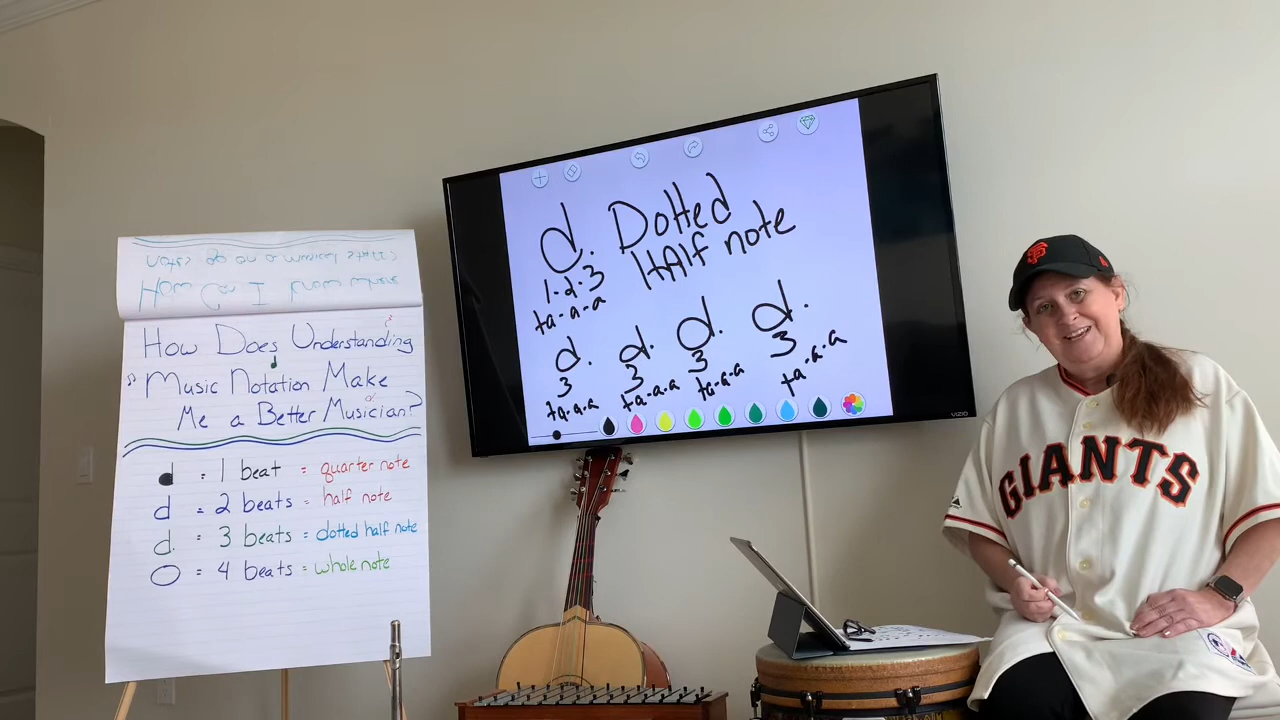 How Does Understanding
Music Notation Make
Me a Better Musician?
= 1 beat = quarter note
= 2 beats = half note
= 3 beats = dotted half note
= 4 beats = whole note
Dotted
Half note
1-2-3
ta-a-a
3 3 3 3
ta-a-a ta-a-a ta-a-a ta-a-a
VIZIO
SF
GIANTS